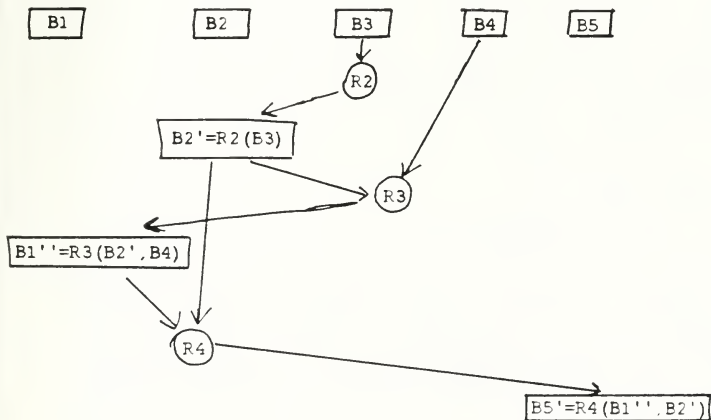 B1 B2 B3 B4 B5
R2
B2'=R2(B3)
R3
B1''=R3(B2',B4)
R4
B5'=R4(B1'',B2')